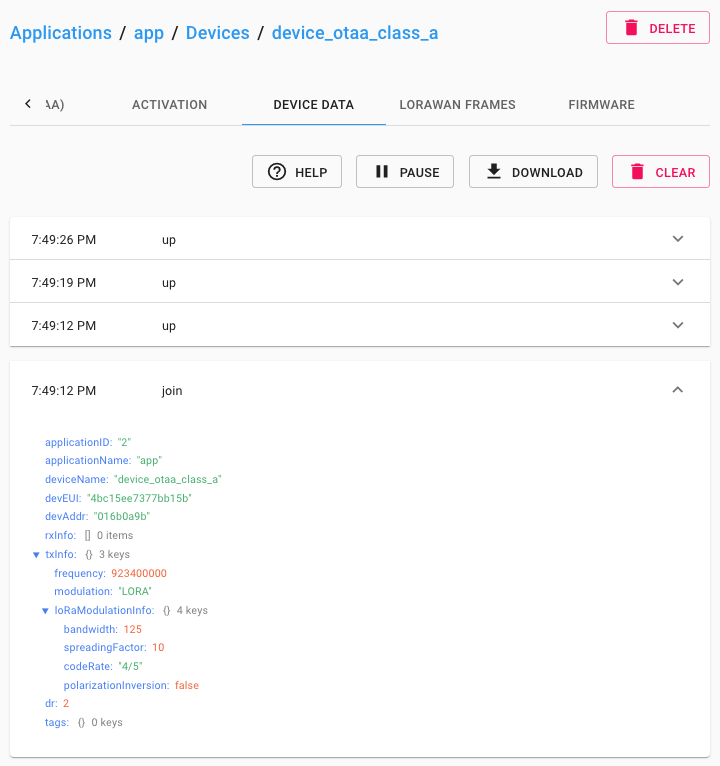 Applications / app / Devices / device_otaa_class_a
DELETE
AA) ACTIVATION DEVICE DATA LORAWAN FRAMES FIRMWARE
HELP PAUSE DOWNLOAD CLEAR
7:49:26 PM up
7:49:19 PM up
7:49:12 PM up
7:49:12 PM join
applicationID: "2"
applicationName: "app"
deviceName: "device_otaa_class_a"
devEUI: "4bc15ee7377bb15b"
devAddr: "016b0a9b"
rxInfo: [] 0 items
txInfo: {} 3 keys
frequency: 923400000
modulation: "LORA"
loRaModulationInfo: {} 4 keys
bandwidth: 125
spreadingFactor: 10
codeRate: "4/5"
polarizationInversion: false
dr: 2
tags: {} 0 keys